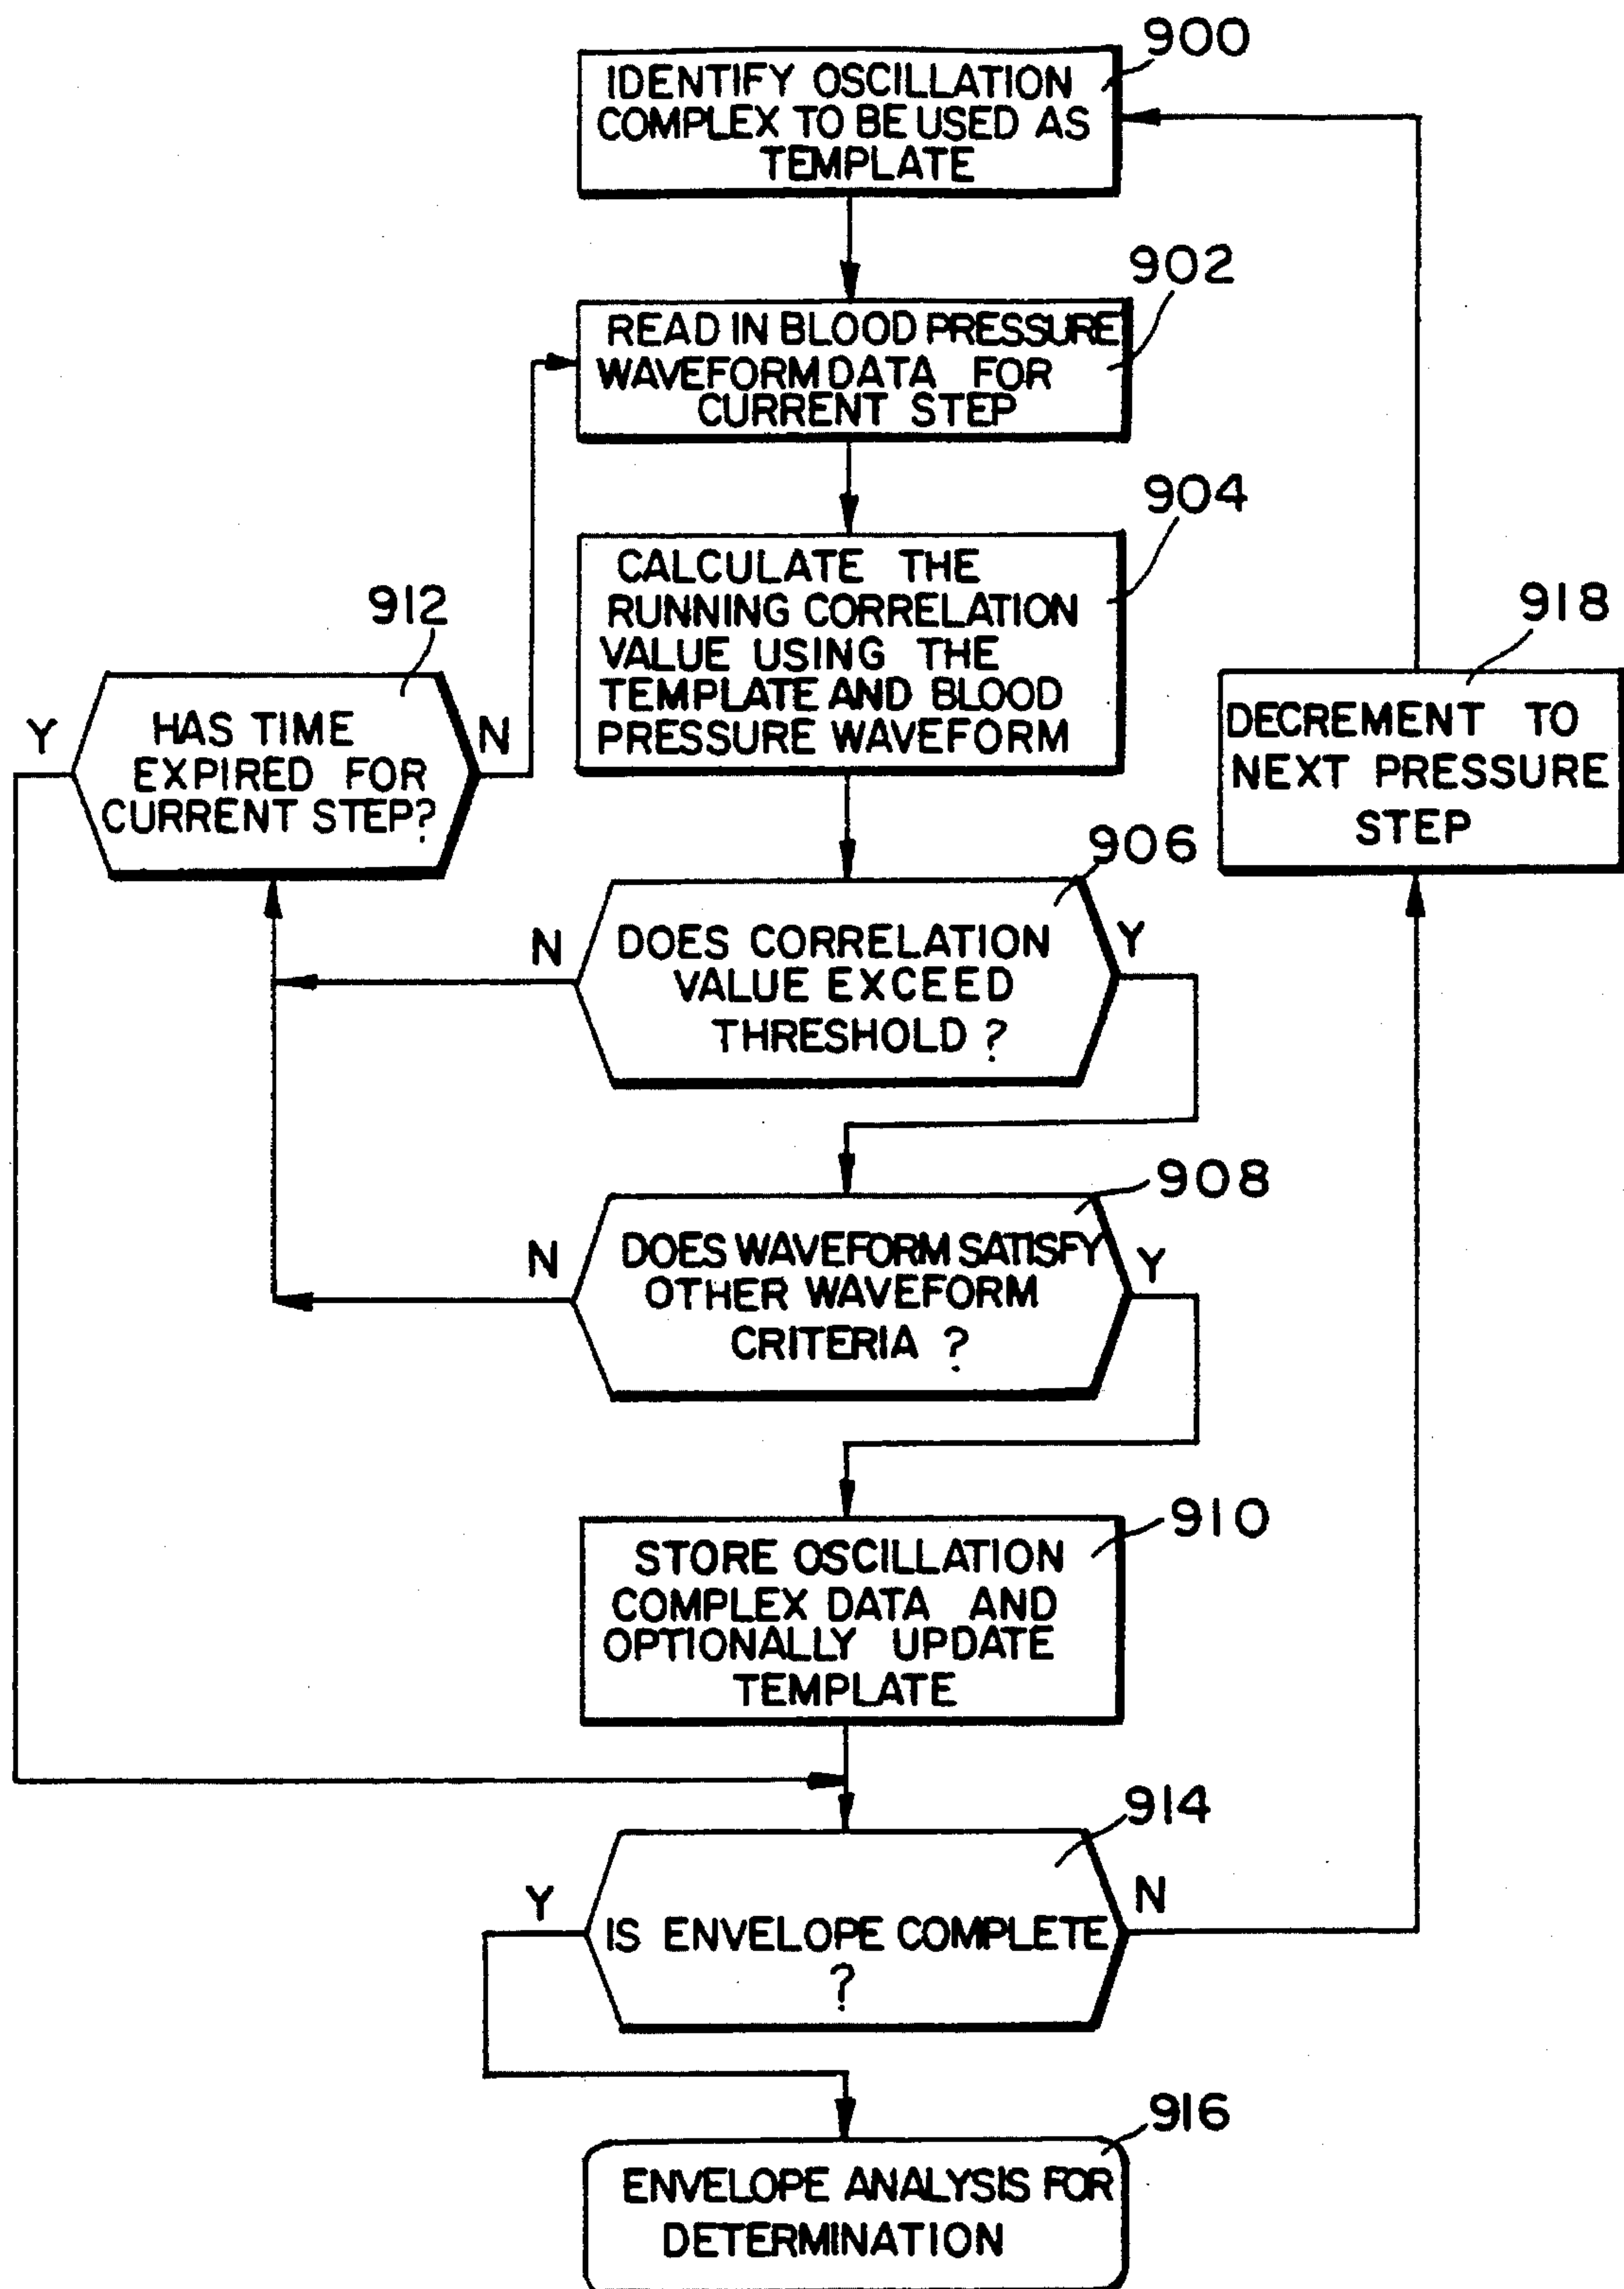 900
IDENTIFY OSCILLATION
COMPLEX TO BE USED AS
TEMPLATE
902
READ IN BLOOD PRESSURE
WAVEFORM DATA FOR
CURRENT STEP
904
CALCULATE THE
RUNNING CORRELATION
VALUE USING THE
TEMPLATE AND BLOOD
PRESSURE WAVEFORM
912
Y
HAS TIME
EXPIRED FOR
CURRENT STEP?
N
918
DECREMENT TO
NEXT PRESSURE
STEP
906
N
DOES CORRELATION
VALUE EXCEED
THRESHOLD ?
Y
908
N
DOES WAVEFORM SATISFY
OTHER WAVEFORM
CRITERIA ?
Y
910
STORE OSCILLATION
COMPLEX DATA AND
OPTIONALLY UPDATE
TEMPLATE
914
Y
IS ENVELOPE COMPLETE
?
N
916
ENVELOPE ANALYSIS FOR
DETERMINATION